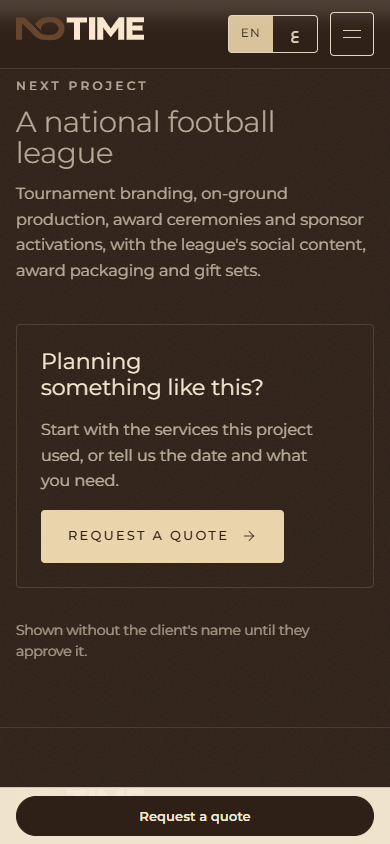 NOTIME
EN
ع
NEXT PROJECT
A national football
league
Tournament branding, on-ground
production, award ceremonies and sponsor
activations, with the league's social content,
award packaging and gift sets.
Planning
something like this?
Start with the services this project
used, or tell us the date and what
you need.
REQUEST A QUOTE →
Shown without the client's name until they
approve it.
Request a quote